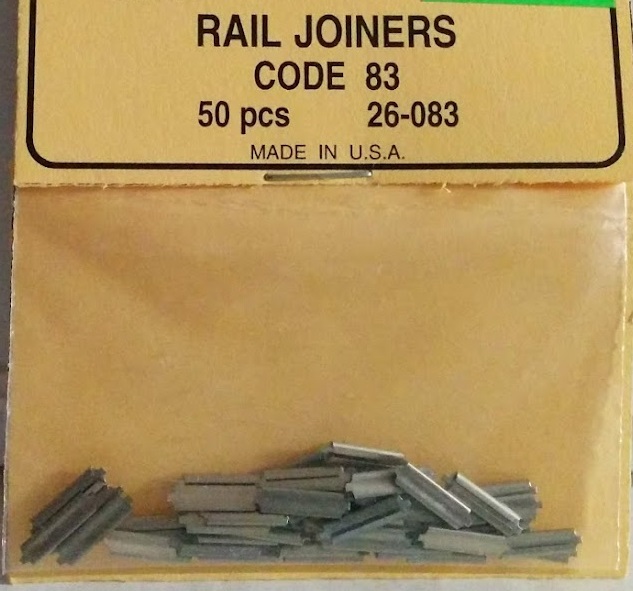 RAIL JOINERS
CODE 83
50 pcs 26-083
MADE IN U.S.A.